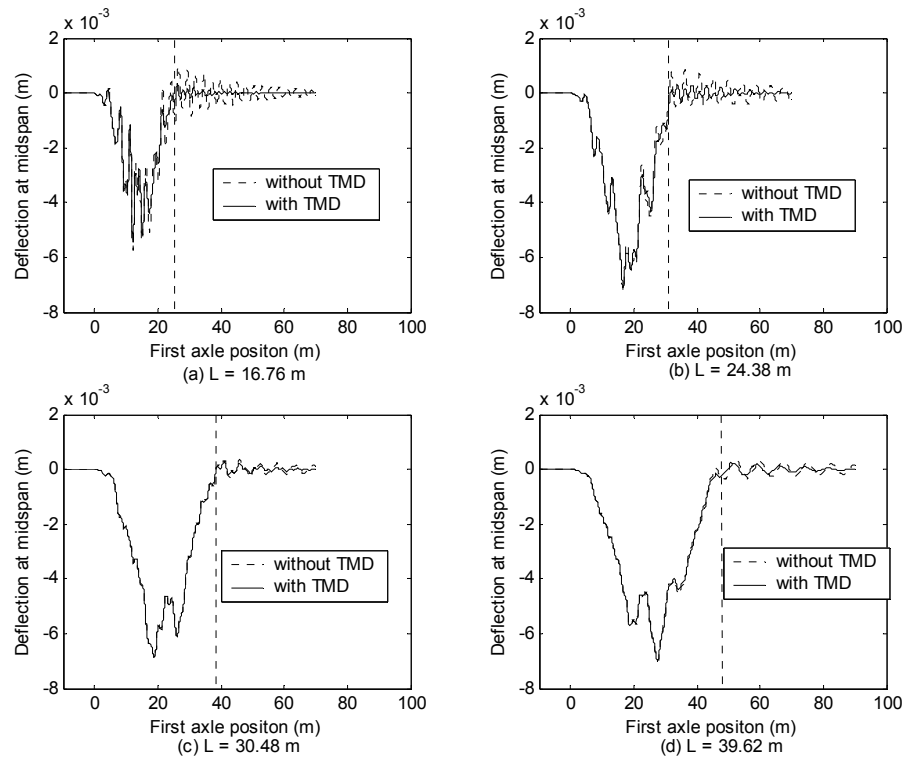 x 10^-3
2
0
-2
-4
-6
-8
Deflection at midspan (m)
without TMD
with TMD
0 20 40 60 80 100
First axle positon (m)
(a) L = 16.76 m
x 10^-3
2
0
-2
-4
-6
-8
Deflection at midspan (m)
without TMD
with TMD
0 20 40 60 80 100
First axle positon (m)
(b) L = 24.38 m
x 10^-3
2
0
-2
-4
-6
-8
Deflection at midspan (m)
without TMD
with TMD
0 20 40 60 80 100
First axle positon (m)
(c) L = 30.48 m
x 10^-3
2
0
-2
-4
-6
-8
Deflection at midspan (m)
without TMD
with TMD
0 20 40 60 80 100
First axle positon (m)
(d) L = 39.62 m